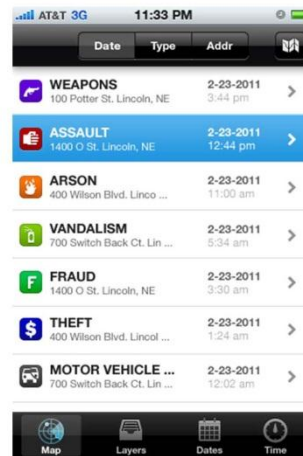 AT&T 3G 11:33 PM
Date Type Addr
WEAPONS 2-23-2011
100 Potter St. Lincoln, NE 3:44 pm
ASSAULT 2-23-2011
1400 O St. Lincoln, NE 12:44 pm
ARSON 2-23-2011
400 Wilson Blvd. Linco ... 11:00 am
VANDALISM 2-23-2011
700 Switch Back Ct. Lin ... 5:34 am
F FRAUD 2-23-2011
1400 O St. Lincoln, NE 3:30 am
$ THEFT 2-23-2011
400 Wilson Blvd. Lincol ... 1:24 am
MOTOR VEHICLE ... 2-23-2011
700 Switch Back Ct. Lin ... 12:02 am
Map Layers Dates Time